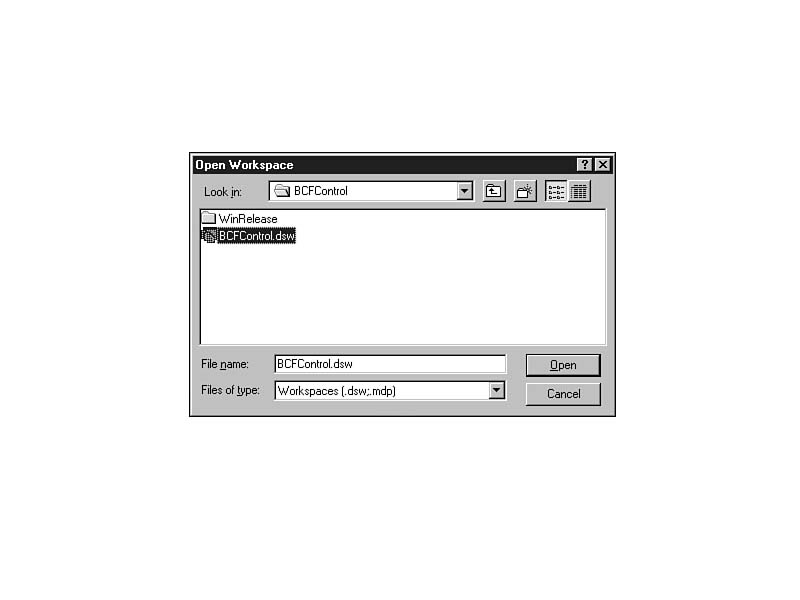 Open Workspace
Look in: BCFControl
WinRelease
BCFControl.dsw
File name: BCFControl.dsw Open
Files of type: Workspaces (.dsw;.mdp) Cancel